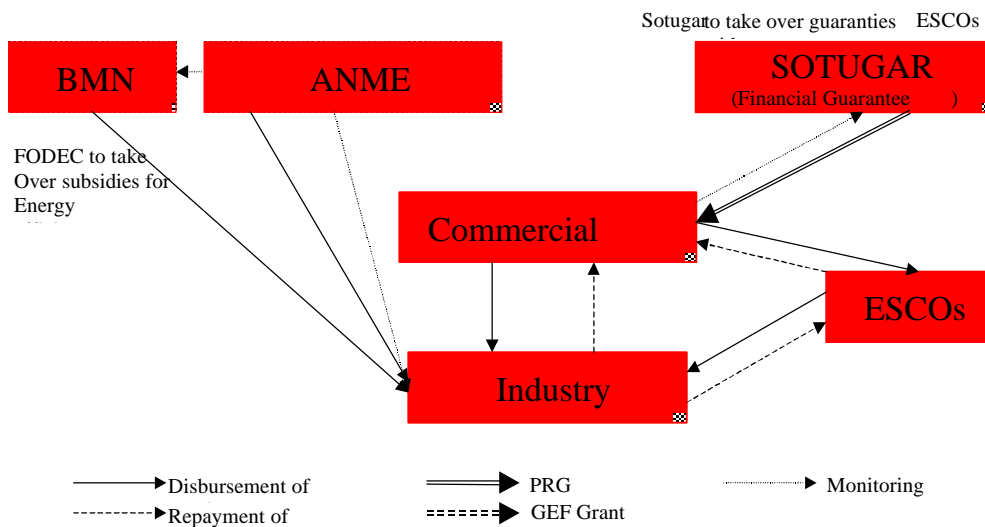 Sotugar to take over guaranties ESCOs
BMN
ANME
SOTUGAR
(Financial Guarantee )
FODEC to take
Over subsidies for
Energy
Commercial
ESCOs
Industry
Disbursement of
PRG
Monitoring
Repayment of
GEF Grant